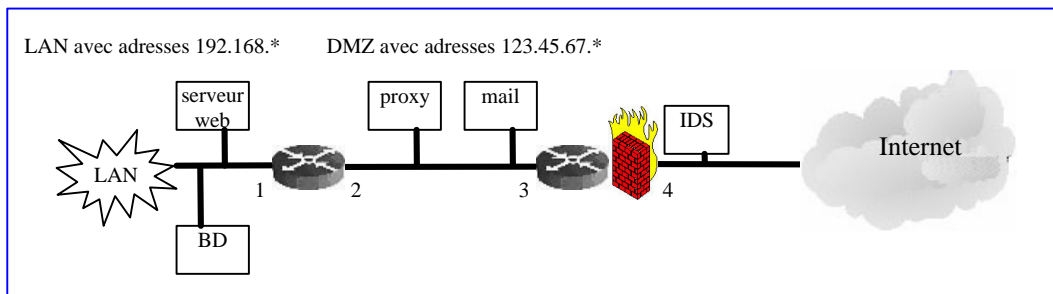 LAN avec adresses 192.168.*
DMZ avec adresses 123.45.67.*
serveur
web
proxy
mail
IDS
Internet
LAN
1
2
3
4
BD